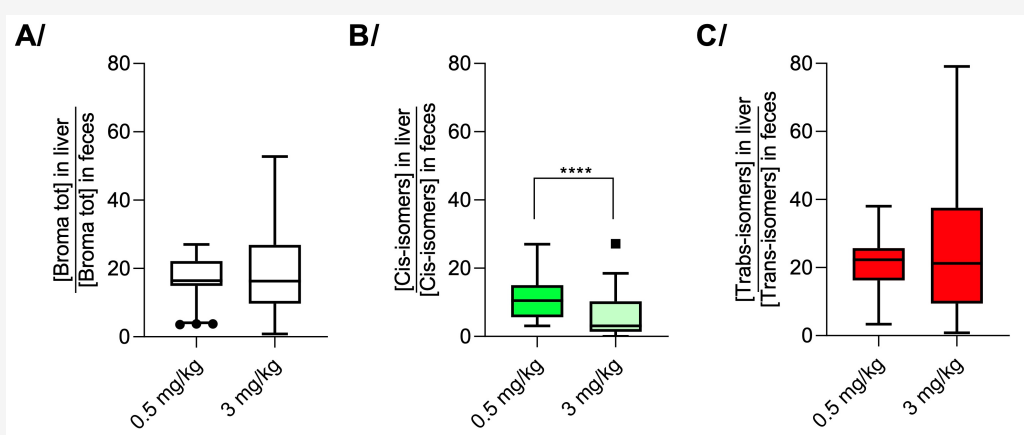 A/
[Broma tot] in liver
[Broma tot] in feces
80
60
40
20
0
0.5 mg/kg
3 mg/kg
B/
[Cis-isomers] in liver
[Cis-isomers] in feces
80
60
40
20
0
****
0.5 mg/kg
3 mg/kg
C/
[Trabs-isomers] in liver
[Trans-isomers] in feces
80
60
40
20
0
0.5 mg/kg
3 mg/kg